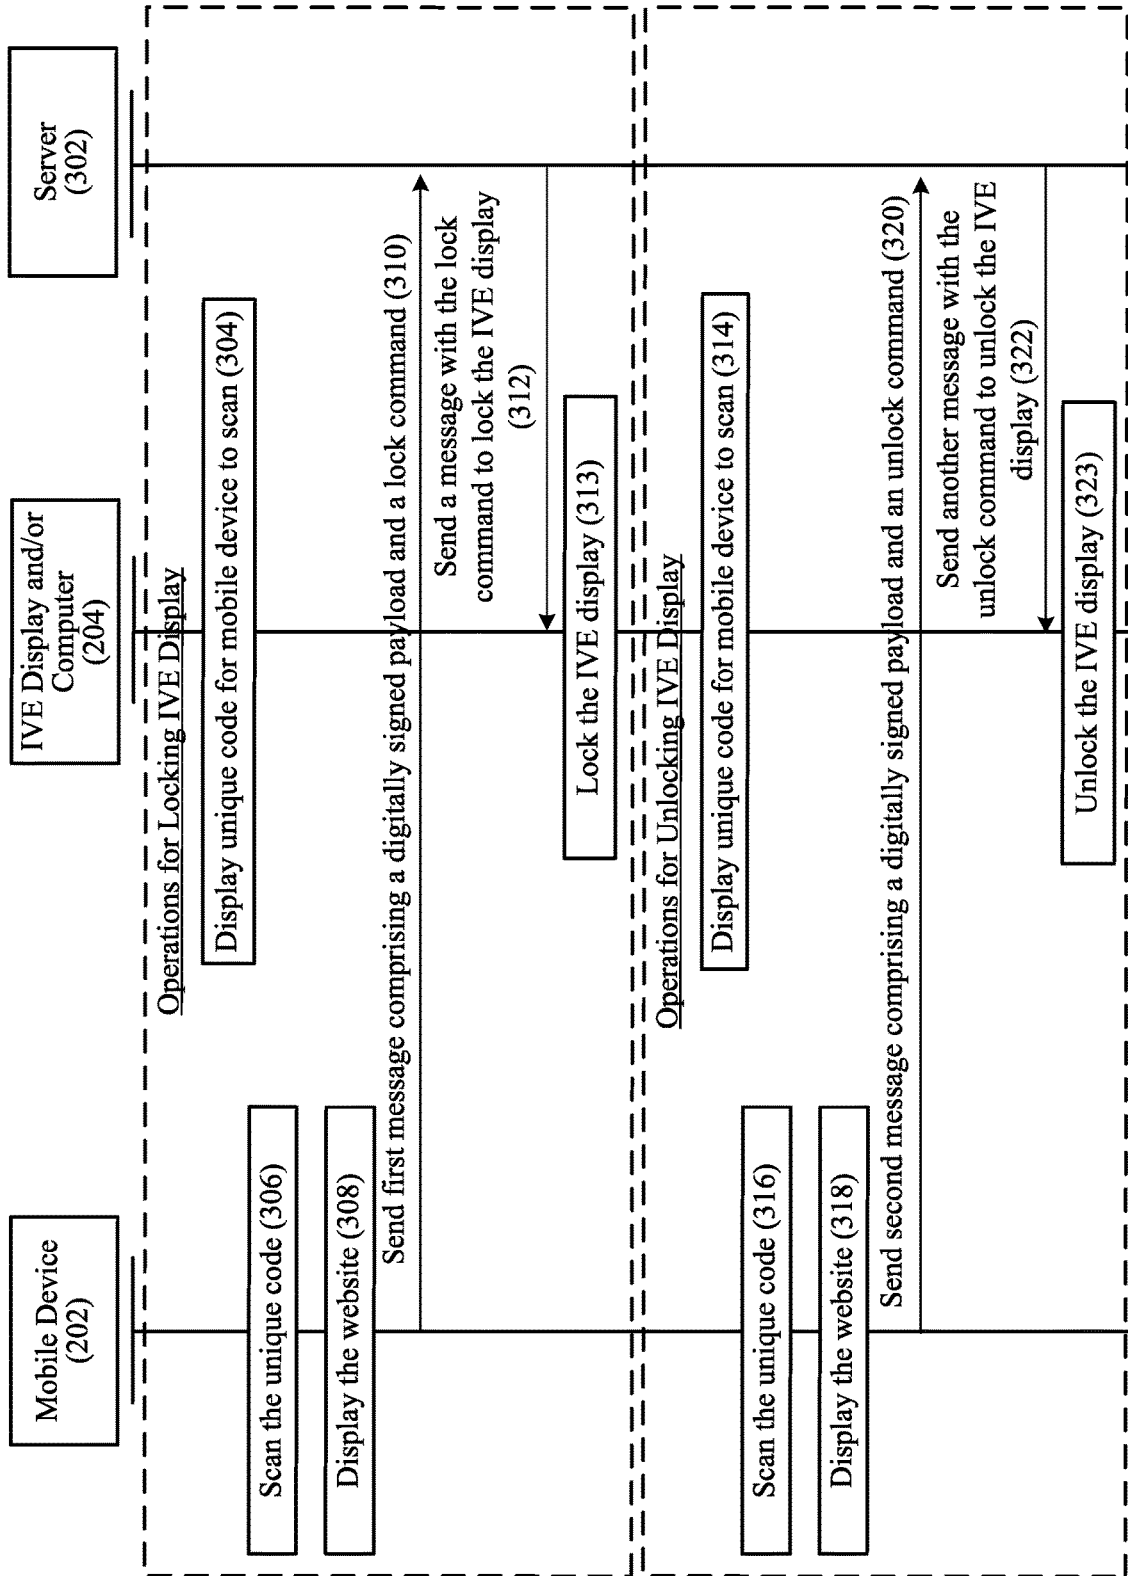 Mobile Device
(202)
IVE Display and/or
Computer
(204)
Server
(302)
Operations for Locking IVE Display
Display unique code for mobile device to scan (304)
Scan the unique code (306)
Display the website (308)
Send first message comprising a digitally signed payload and a lock command (310)
Send a message with the lock
command to lock the IVE display
(312)
Lock the IVE display (313)
Operations for Unlocking IVE Display
Display unique code for mobile device to scan (314)
Scan the unique code (316)
Display the website (318)
Send second message comprising a digitally signed payload and an unlock command (320)
Send another message with the
unlock command to unlock the IVE
display (322)
Unlock the IVE display (323)